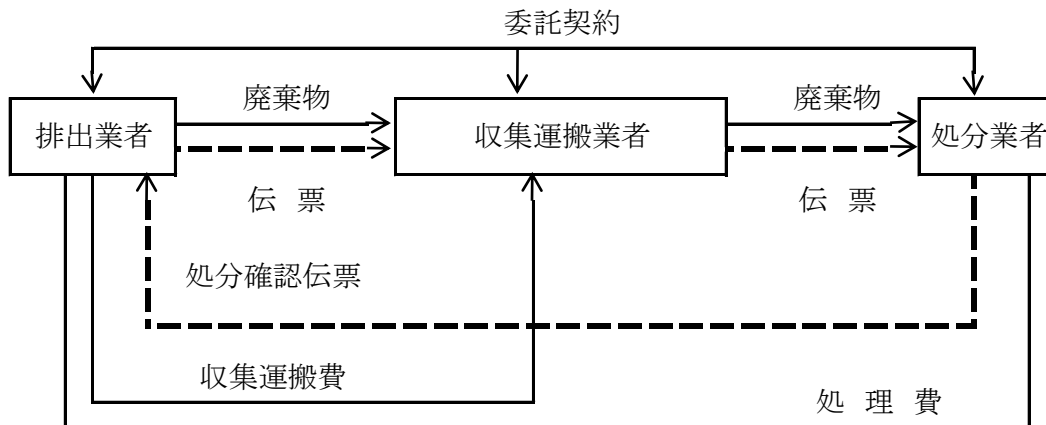 委託契約
廃棄物
廃棄物
排出業者
収集運搬業者
処分業者
伝 票
伝 票
処分確認伝票
収集運搬費
処 理 費